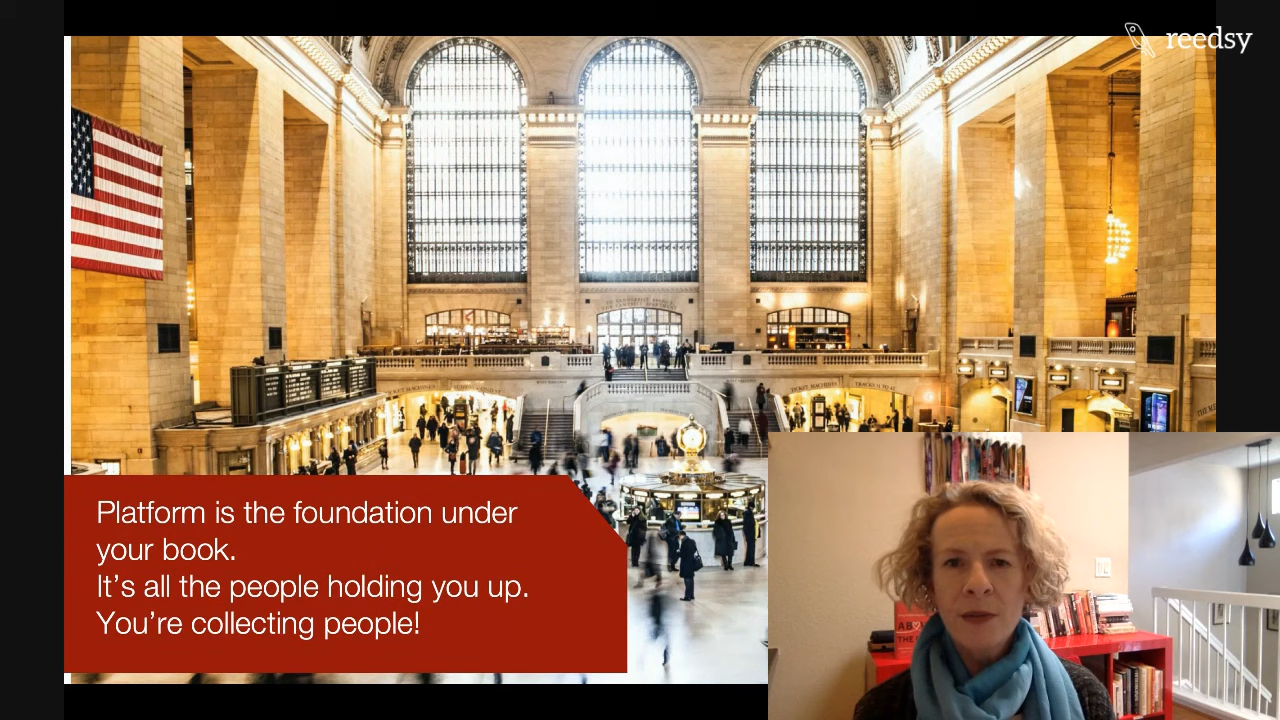 reedsy
Platform is the foundation under
your book.
It’s all the people holding you up.
You’re collecting people!